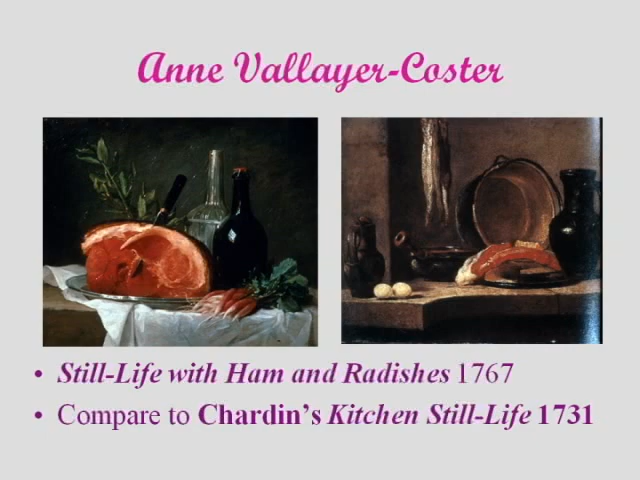 Anne Vallayer-Coster
• Still-Life with Ham and Radishes 1767
• Compare to Chardin's Kitchen Still-Life 1731